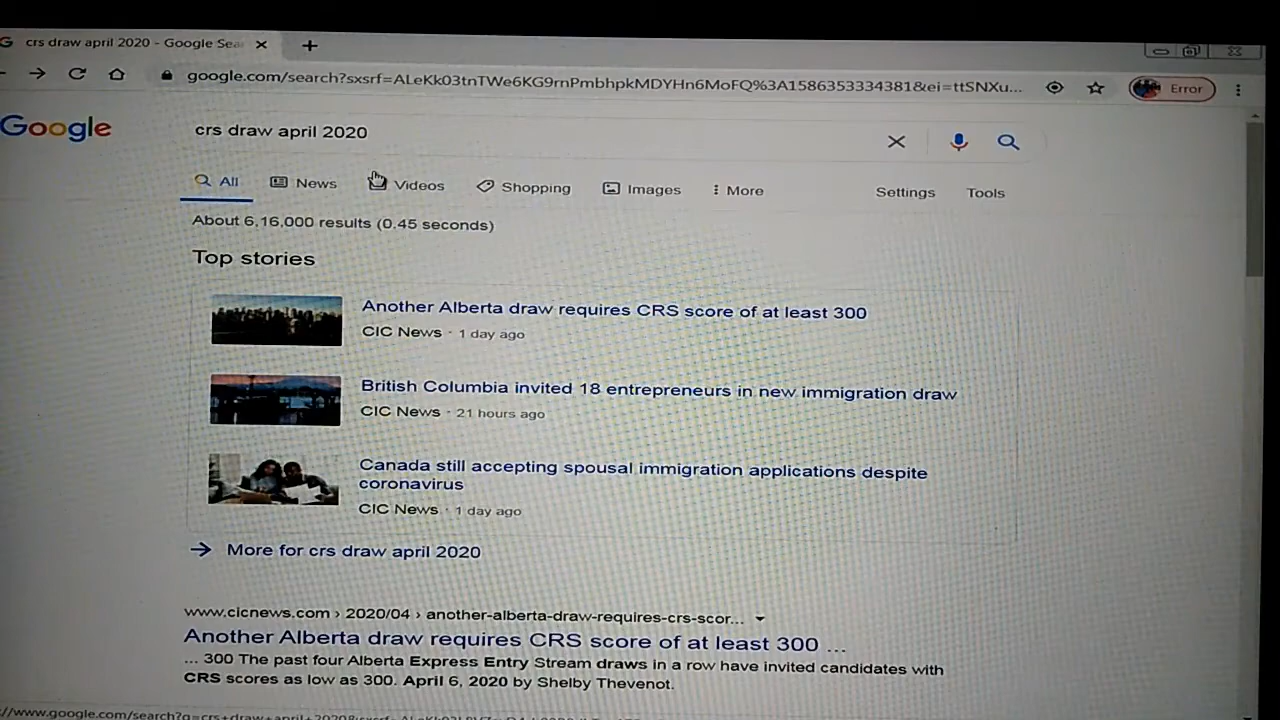 crs draw april 2020 - Google Sea
google.com/search?sxsrf=ALeKk03tnTWe6KG9rnPmbhpkMDYHn6MoFQ%3A1586353334381&ei=ttSNXu...
Error
Google
crs draw april 2020
All News Videos Shopping Images More Settings Tools
About 6,16,000 results (0.45 seconds)
Top stories
Another Alberta draw requires CRS score of at least 300
CIC News · 1 day ago
British Columbia invited 18 entrepreneurs in new immigration draw
CIC News · 21 hours ago
Canada still accepting spousal immigration applications despite
coronavirus
CIC News · 1 day ago
More for crs draw april 2020
www.cicnews.com › 2020/04 › another-alberta-draw-requires-crs-scor...
Another Alberta draw requires CRS score of at least 300 ...
... 300 The past four Alberta Express Entry Stream draws in a row have invited candidates with
CRS scores as low as 300. April 6, 2020 by Shelby Thevenot.